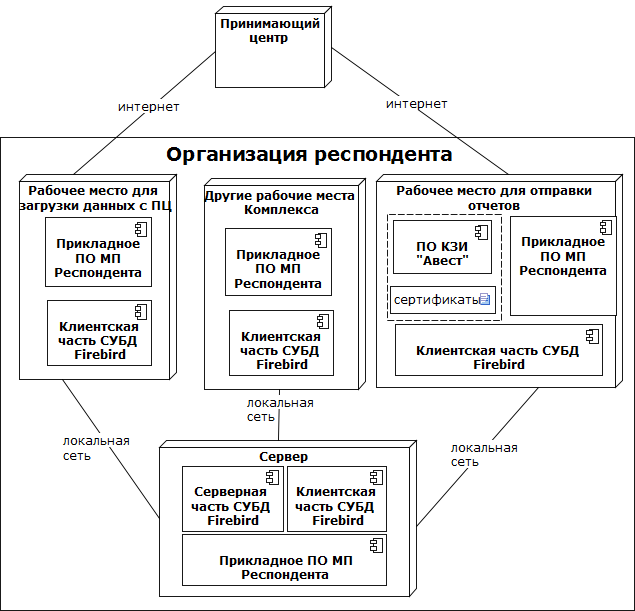 Принимающий
центр
интернет
интернет
Организация респондента
Рабочее место для
загрузки данных с ПЦ
Прикладное
ПО МП
Респондента
Клиентская
часть СУБД
Firebird
Другие рабочие места
Комплекса
Прикладное
ПО МП
Респондента
Клиентская
часть СУБД
Firebird
Рабочее место для отправки
отчетов
ПО КЗИ
"Авест"
сертификаты
Прикладное
ПО МП
Респондента
Клиентская часть СУБД
Firebird
локальная
сеть
локальная
сеть
локальная
сеть
Сервер
Серверная
часть СУБД
Firebird
Клиентская
часть СУБД
Firebird
Прикладное ПО МП
Респондента